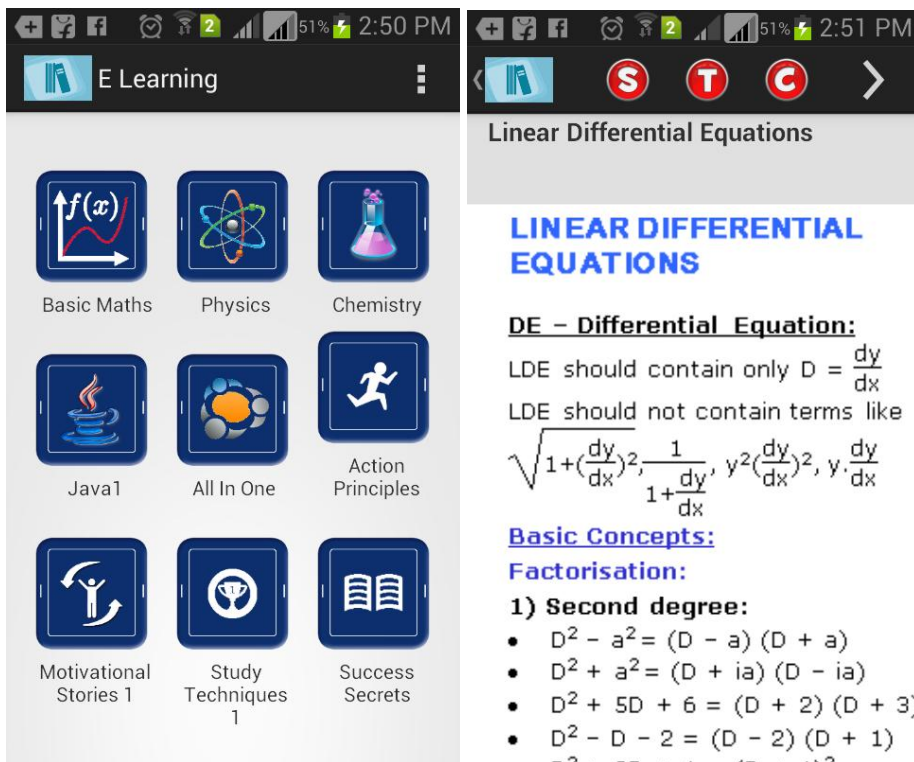 2 51% 2:50 PM
E Learning
f(x)
Basic Maths Physics Chemistry
Java1 All In One Action
Principles
1
Motivational Study Success
Stories 1 Techniques Secrets
1
2 51% 2:51 PM
S T C
Linear Differential Equations
LINEAR DIFFERENTIAL
EQUATIONS
DE – Differential Equation:
LDE should contain only D = dy/dx
LDE should not contain terms like
√1+(dy/dx)², 1/1+dy/dx, y²(dy/dx)², y.dy/dx
Basic Concepts:
Factorisation:
1) Second degree:
• D² – a² = (D – a) (D + a)
• D² + a² = (D + ia) (D – ia)
• D² + 5D + 6 = (D + 2) (D + 3)
• D² – D – 2 = (D – 2) (D + 1)